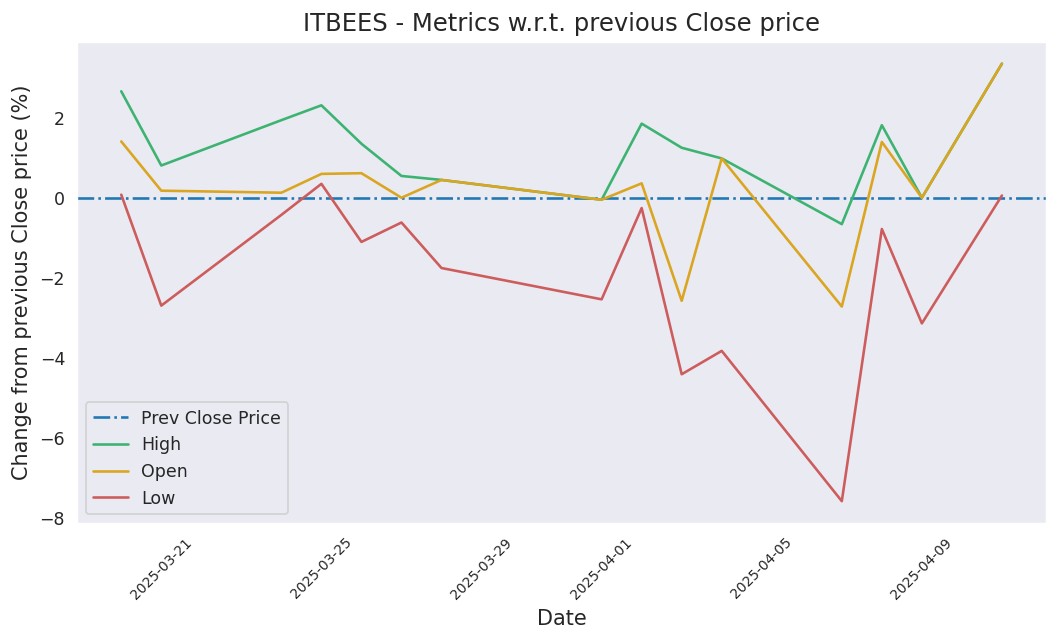 ITBEES - Metrics w.r.t. previous Close price
Change from previous Close price (%)
2
0
−2
−4
−6
−8
Prev Close Price
High
Open
Low
2025-03-21
2025-03-25
2025-03-29
2025-04-01
2025-04-05
2025-04-09
Date